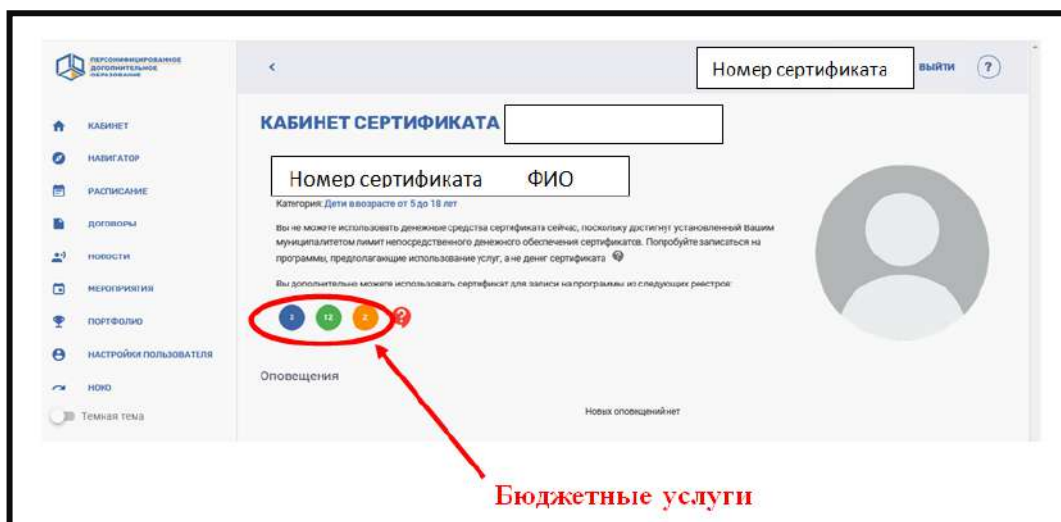 ПЕРСОНИФИЦИРОВАННОЕ
ДОПОЛНИТЕЛЬНОЕ
ОБРАЗОВАНИЕ
<
Номер сертификата
ВЫЙТИ
?
КАБИНЕТ
НАВИГАТОР
РАСПИСАНИЕ
ДОГОВОРЫ
НОВОСТИ
МЕРОПРИЯТИЯ
ПОРТФОЛИО
НАСТРОЙКИ ПОЛЬЗОВАТЕЛЯ
НОКО
Темная тема
КАБИНЕТ СЕРТИФИКАТА
Номер сертификата ФИО
Категория: Дети в возрасте от 5 до 18 лет
Вы не можете использовать денежные средства сертификата сейчас, поскольку достигнут установленный Вашим
муниципалитетом лимит непосредственного денежного обеспечения сертификатов. Попробуйте записаться на
программы, предполагающие использование услуг, а не денег сертификата ?
Вы дополнительно можете использовать сертификат для записи на программы из следующих реестров:
12 2 ?
Оповещения
Новых оповещений нет
Бюджетные услуги